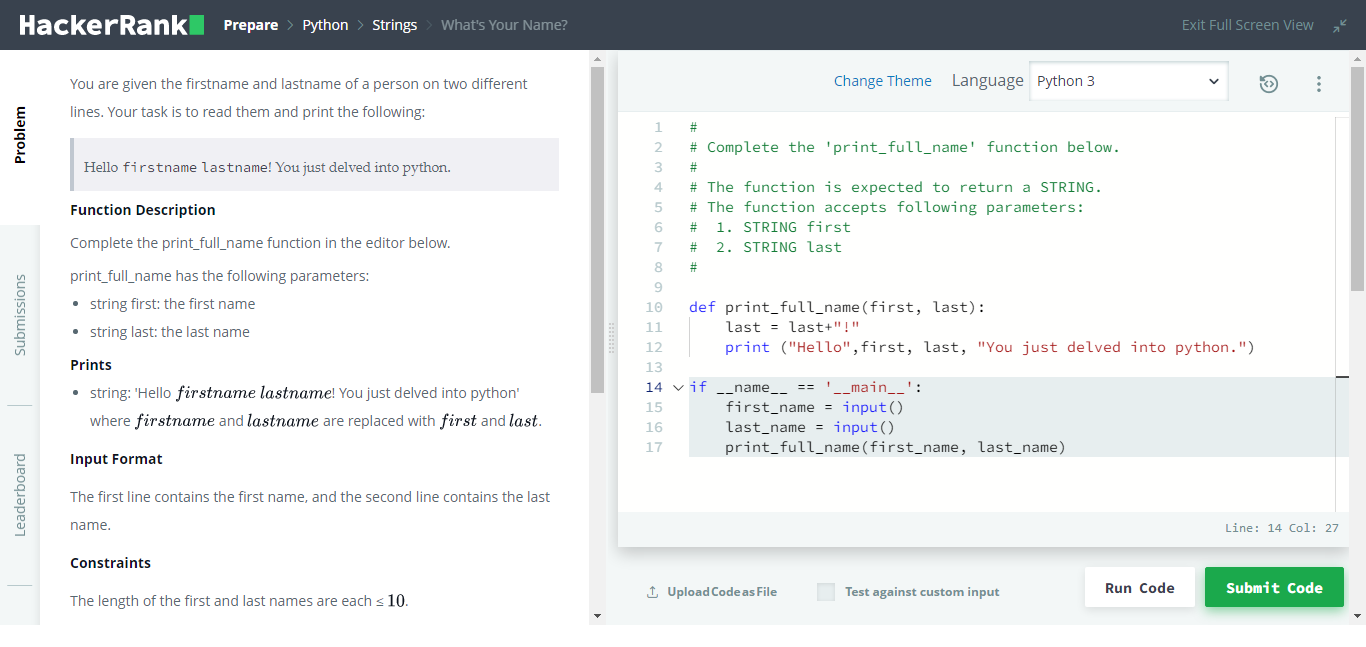 HackerRank Prepare > Python > Strings > What's Your Name? Exit Full Screen View
Problem
Submissions
Leaderboard
You are given the firstname and lastname of a person on two different
lines. Your task is to read them and print the following:
Hello firstname lastname! You just delved into python.
Function Description
Complete the print_full_name function in the editor below.
print_full_name has the following parameters:
• string first: the first name
• string last: the last name
Prints
• string: 'Hello firstname lastname! You just delved into python'
where firstname and lastname are replaced with first and last.
Input Format
The first line contains the first name, and the second line contains the last
name.
Constraints
The length of the first and last names are each ≤ 10.
Change Theme Language Python 3
1 #
2 # Complete the 'print_full_name' function below.
3 #
4 # The function is expected to return a STRING.
5 # The function accepts following parameters:
6 #  1. STRING first
7 #  2. STRING last
8 #
9
10 def print_full_name(first, last):
11     last = last+"!"
12     print ("Hello",first, last, "You just delved into python.")
13
14 if __name__ == '__main__':
15     first_name = input()
16     last_name = input()
17     print_full_name(first_name, last_name)
Line: 14 Col: 27
Upload Code as File Test against custom input Run Code Submit Code